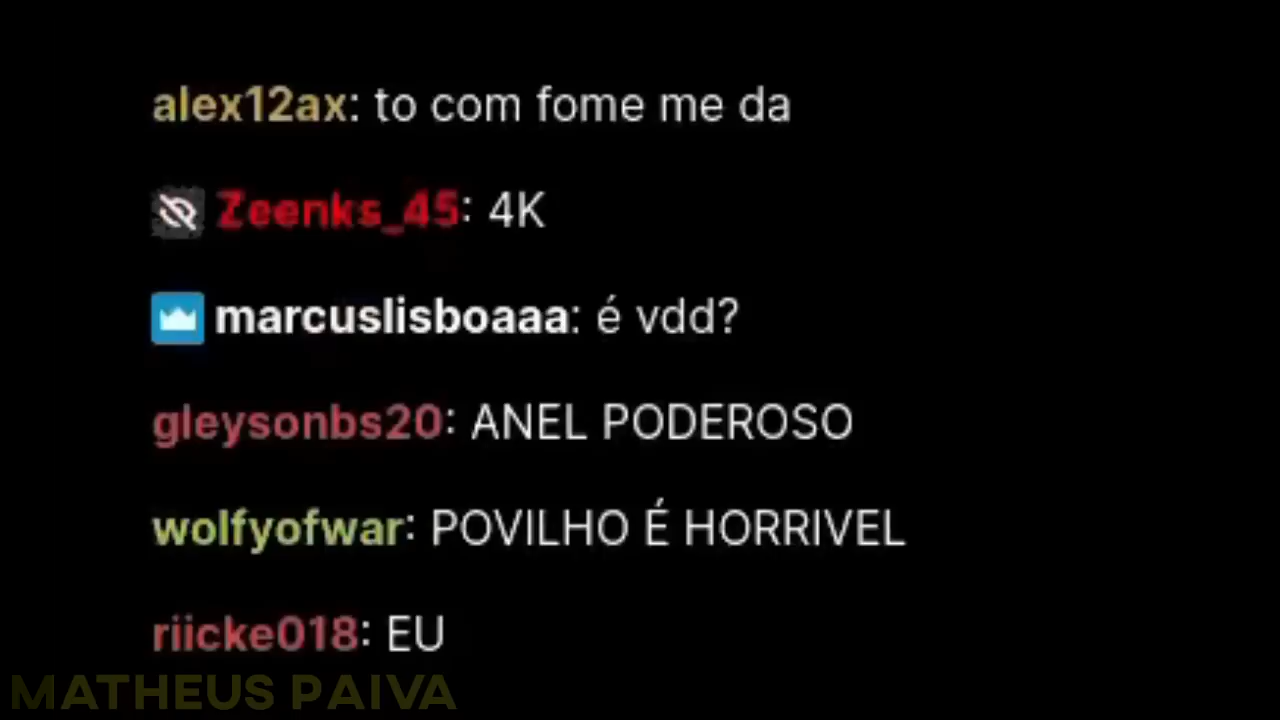 alex12ax: to com fome me da
Zeenks_45: 4K
marcuslisboaaa: é vdd?
gleysonbs20: ANEL PODEROSO
wolfyofwar: POVILHO É HORRIVEL
riicke018: EU
MATHEUS PAIVA